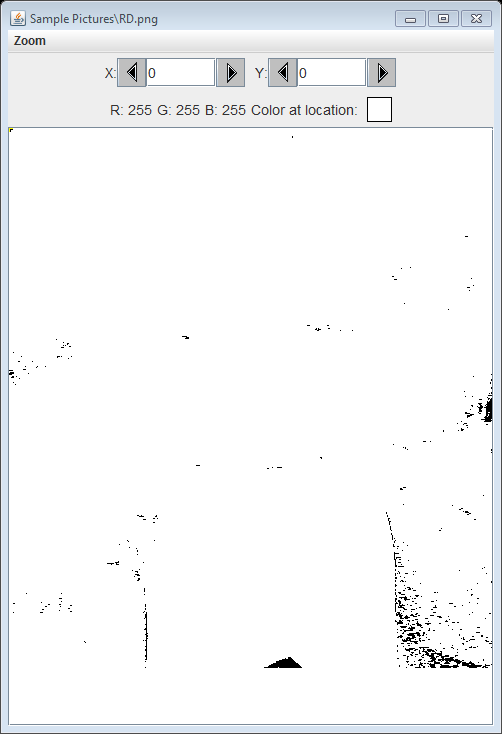 Sample Pictures\RD.png
Zoom
X: 0 Y: 0
R: 255 G: 255 B: 255 Color at location: